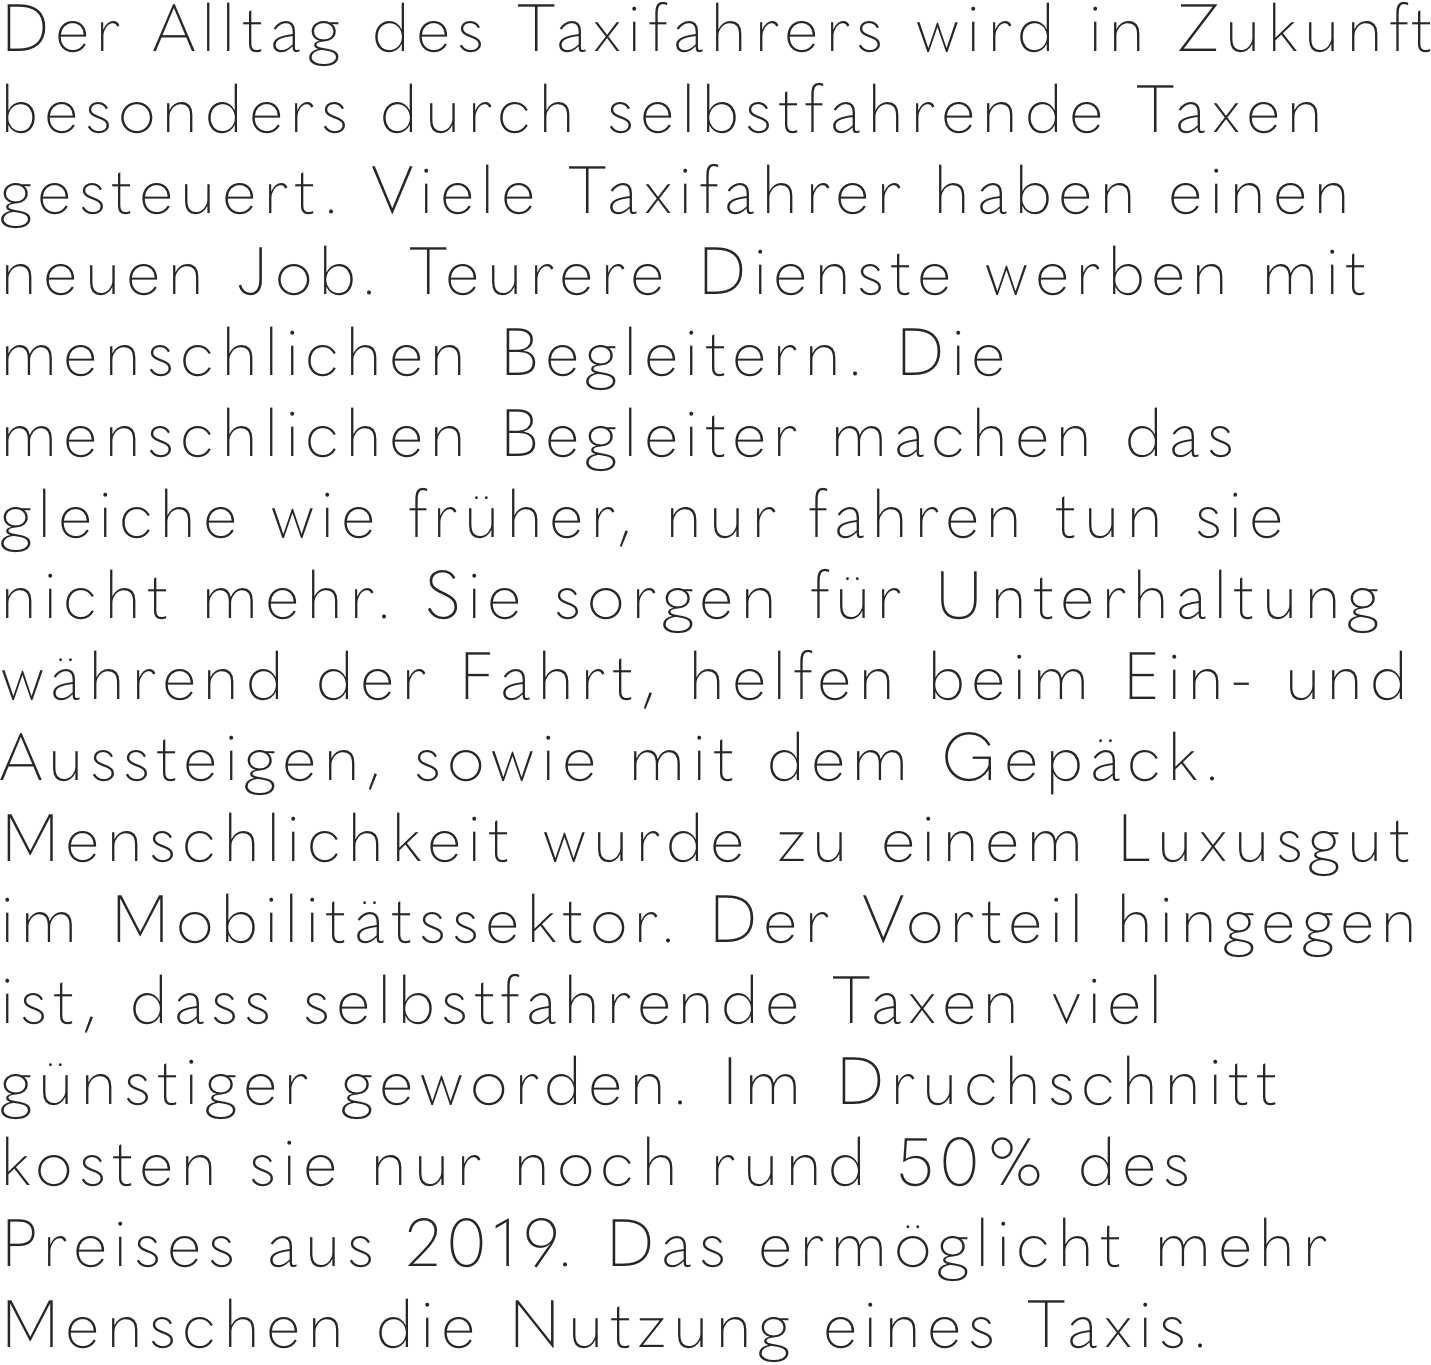 Der Alltag des Taxifahrers wird in Zukunft
besonders durch selbstfahrende Taxen
gesteuert. Viele Taxifahrer haben einen
neuen Job. Teurere Dienste werben mit
menschlichen Begleitern. Die
menschlichen Begleiter machen das
gleiche wie früher, nur fahren tun sie
nicht mehr. Sie sorgen für Unterhaltung
während der Fahrt, helfen beim Ein- und
Aussteigen, sowie mit dem Gepäck.
Menschlichkeit wurde zu einem Luxusgut
im Mobilitätssektor. Der Vorteil hingegen
ist, dass selbstfahrende Taxen viel
günstiger geworden. Im Druchschnitt
kosten sie nur noch rund 50% des
Preises aus 2019. Das ermöglicht mehr
Menschen die Nutzung eines Taxis.